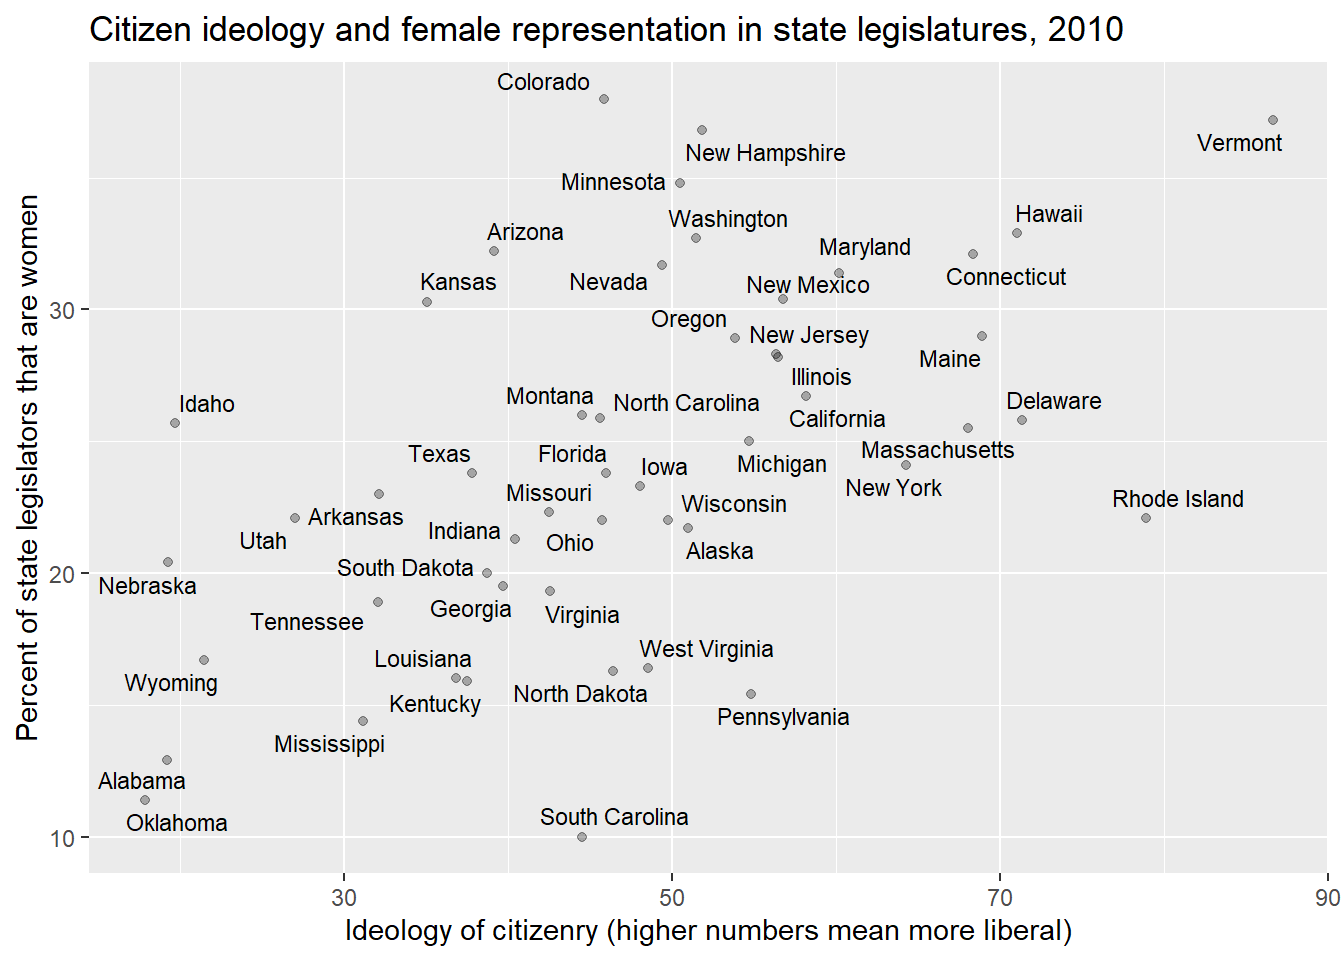 Citizen ideology and female representation in state legislatures, 2010
Colorado
Vermont
New Hampshire
Minnesota
Hawaii
Washington
Arizona
Maryland
Connecticut
Kansas
Nevada
New Mexico
Oregon
New Jersey
Maine
Illinois
Montana
North Carolina
Idaho
Delaware
California
Texas
Florida
Massachusetts
Iowa
Michigan
New York
Missouri
Rhode Island
Wisconsin
Arkansas
Indiana
Utah
Ohio
Alaska
South Dakota
Nebraska
Georgia
Virginia
Tennessee
West Virginia
Louisiana
Wyoming
North Dakota
Kentucky
Pennsylvania
Mississippi
Alabama
South Carolina
Oklahoma
30
20
10
Percent of state legislators that are women
30
50
70
90
Ideology of citizenry (higher numbers mean more liberal)